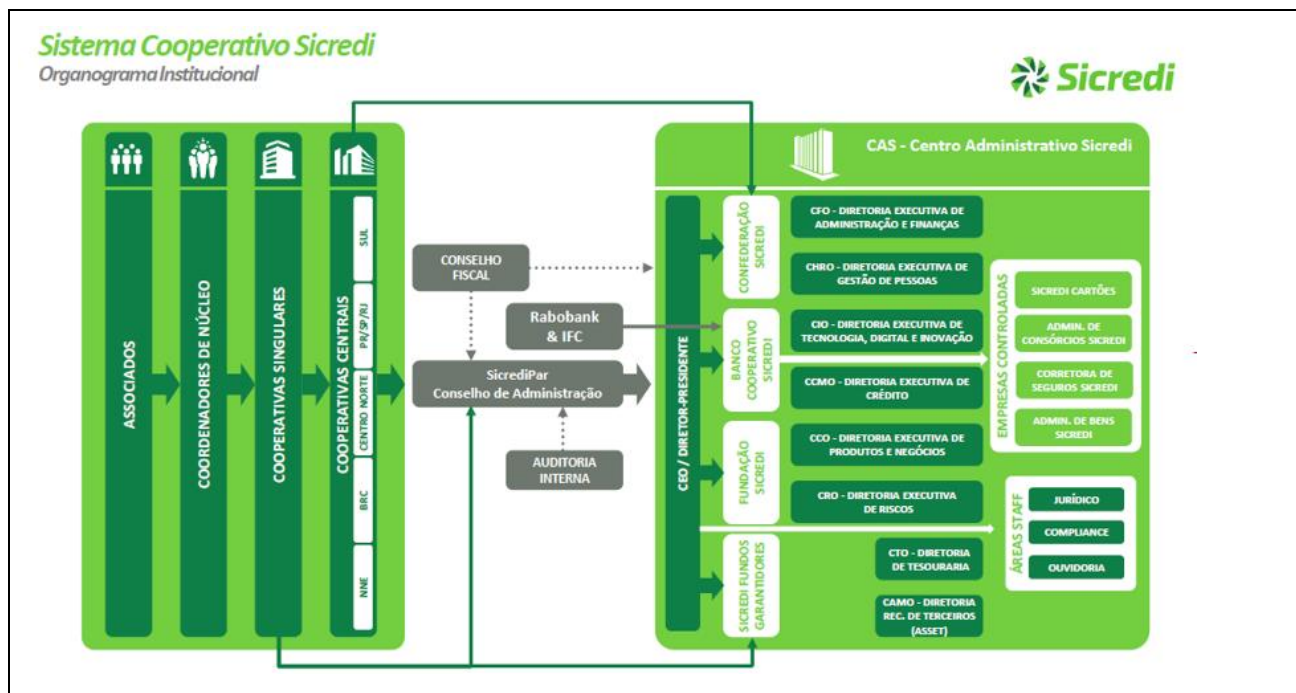 Sistema Cooperativo Sicredi
Organograma Institucional
Sicredi
ASSOCIADOS
COORDENADORES DE NÚCLEO
COOPERATIVAS SINGULARES
COOPERATIVAS CENTRAIS
SUL
PR/SP/RJ
CENTRO NORTE
BRC
NNE
CONSELHO
FISCAL
Rabobank
& IFC
SicrediPar
Conselho de Administração
AUDITORIA
INTERNA
CAS - Centro Administrativo Sicredi
CEO / DIRETOR-PRESIDENTE
CONFEDERAÇÃO
SICREDI
BANCO
COOPERATIVO
SICREDI
FUNDAÇÃO
SICREDI
SICREDI FUNDOS
GARANTIDORES
CFO - DIRETORIA EXECUTIVA DE
ADMINISTRAÇÃO E FINANÇAS
CHRO - DIRETORIA EXECUTIVA DE
GESTÃO DE PESSOAS
CIO - DIRETORIA EXECUTIVA DE
TECNOLOGIA, DIGITAL E INOVAÇÃO
CCMO - DIRETORIA EXECUTIVA DE
CRÉDITO
CCO - DIRETORIA EXECUTIVA DE
PRODUTOS E NEGÓCIOS
CRO - DIRETORIA EXECUTIVA
DE RISCOS
CTO - DIRETORIA
DE TESOURARIA
CAMO - DIRETORIA
REC. DE TERCEIROS
(ASSET)
EMPRESAS CONTROLADAS
SICREDI CARTÕES
ADMIN. DE
CONSÓRCIOS SICREDI
CORRETORA DE
SEGUROS SICREDI
ADMIN. DE BENS
SICREDI
ÁREAS STAFF
JURÍDICO
COMPLIANCE
OUVIDORIA